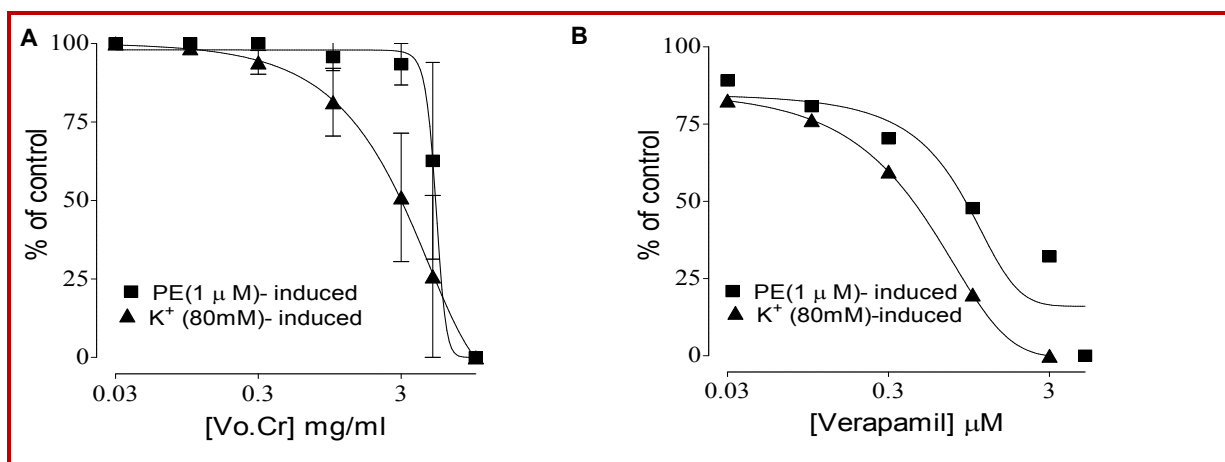 A
% of control
100
75
50
25
0
PE(1 μ M)- induced
K⁺ (80mM)- induced
0.03
0.3
3
[Vo.Cr] mg/ml
B
% of control
100
75
50
25
0
PE(1 μ M)- induced
K⁺ (80mM)-induced
0.03
0.3
3
[Verapamil] μM